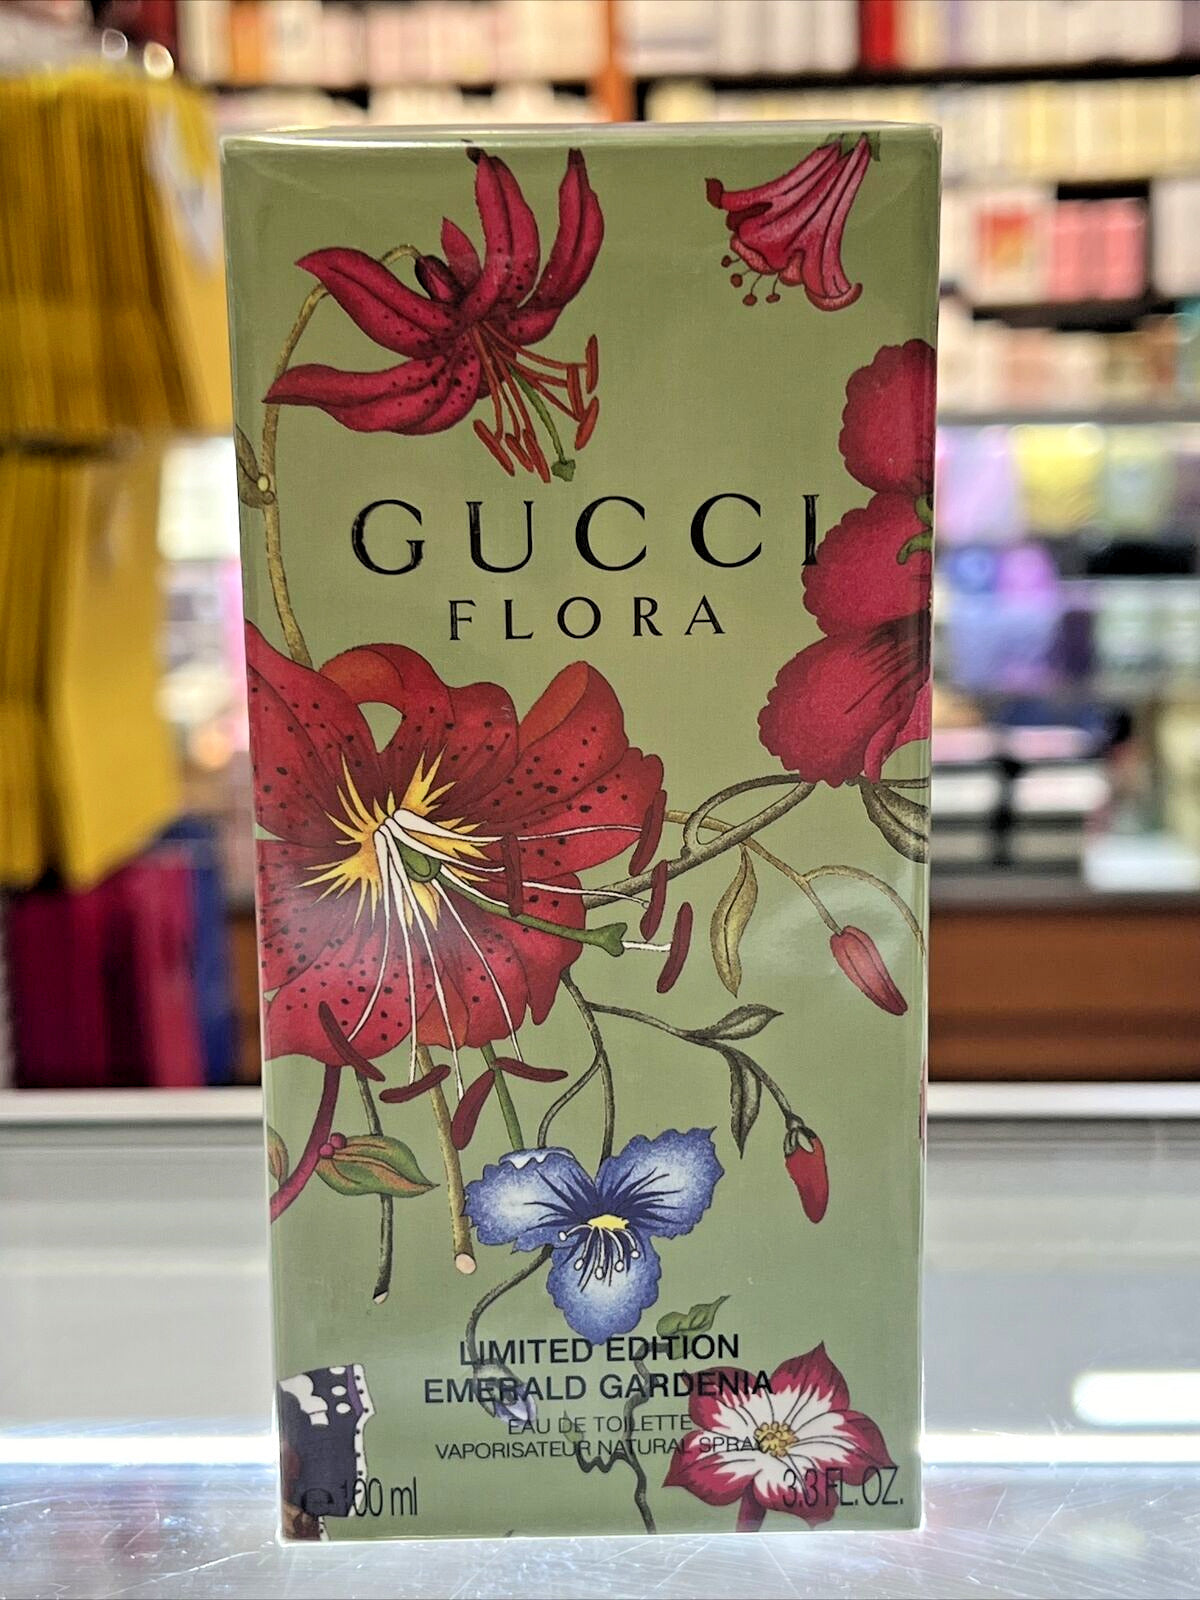 GUCCI
FLORA
LIMITED EDITION
EMERALD GARDENIA
EAU DE TOILETTE
VAPORISATEUR NATURAL SPRAY
℮ 100 ml 3.3 FL. OZ.